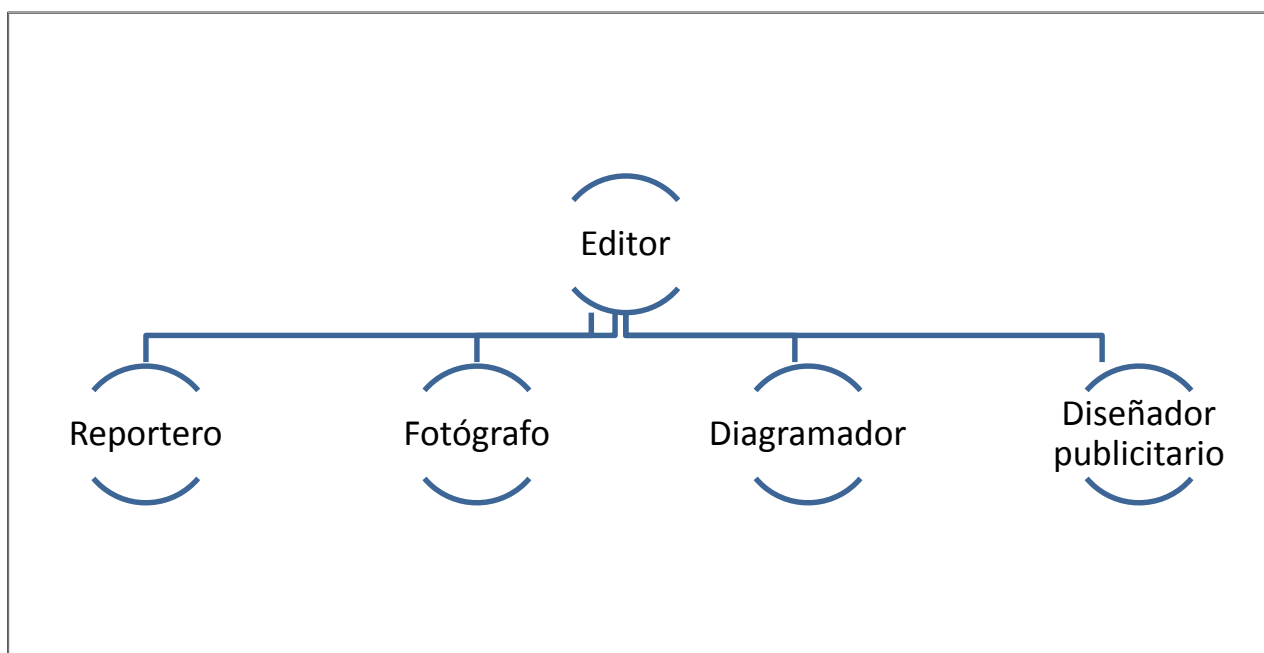 Editor
Reportero
Fotógrafo
Diagramador
Diseñador
publicitario